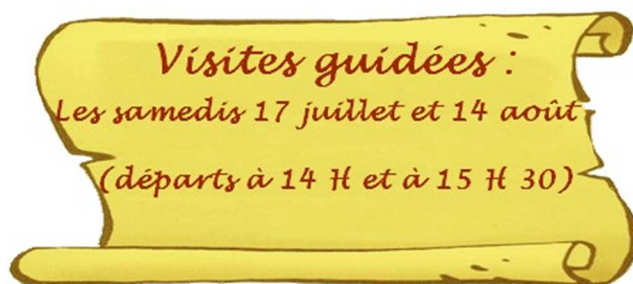 Visites guidées :
Les samedis 17 juillet et 14 août
(départs à 14 H et à 15 H 30)